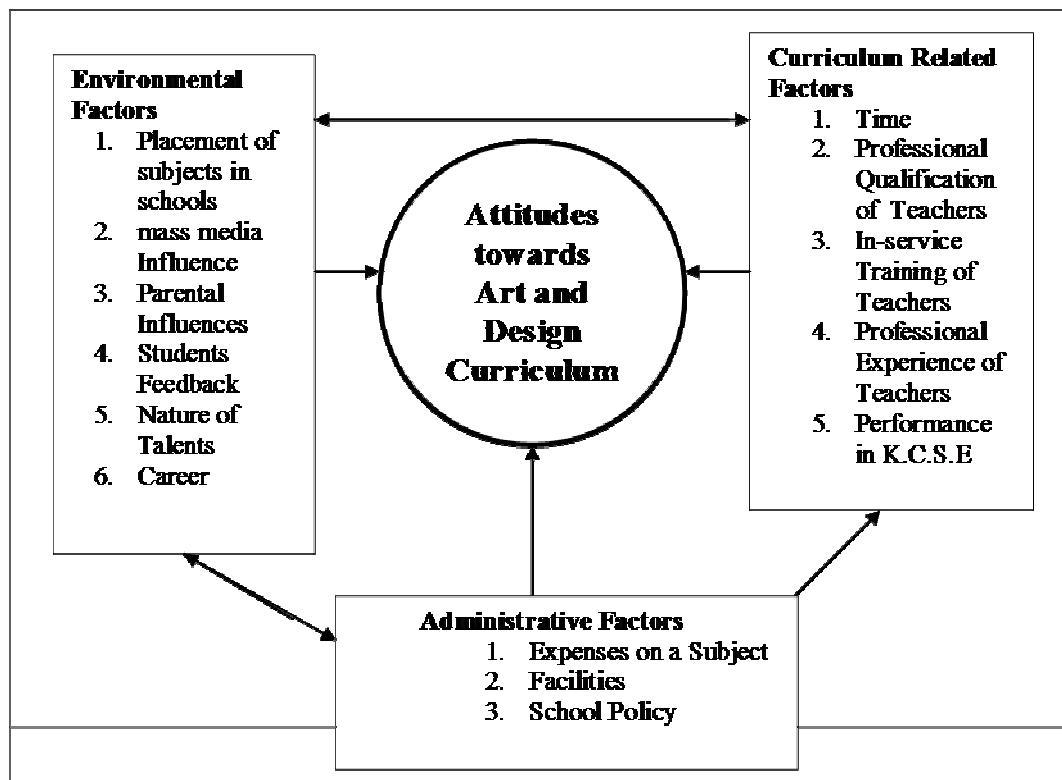 Environmental
Factors
1. Placement of
subjects in
schools
2. mass media
Influence
3. Parental
Influences
4. Students
Feedback
5. Nature of
Talents
6. Career
Attitudes
towards
Art and
Design
Curriculum
Curriculum Related
Factors
1. Time
2. Professional
Qualification
of Teachers
3. In-service
Training of
Teachers
4. Professional
Experience of
Teachers
5. Performance
in K.C.S.E
Administrative Factors
1. Expenses on a Subject
2. Facilities
3. School Policy